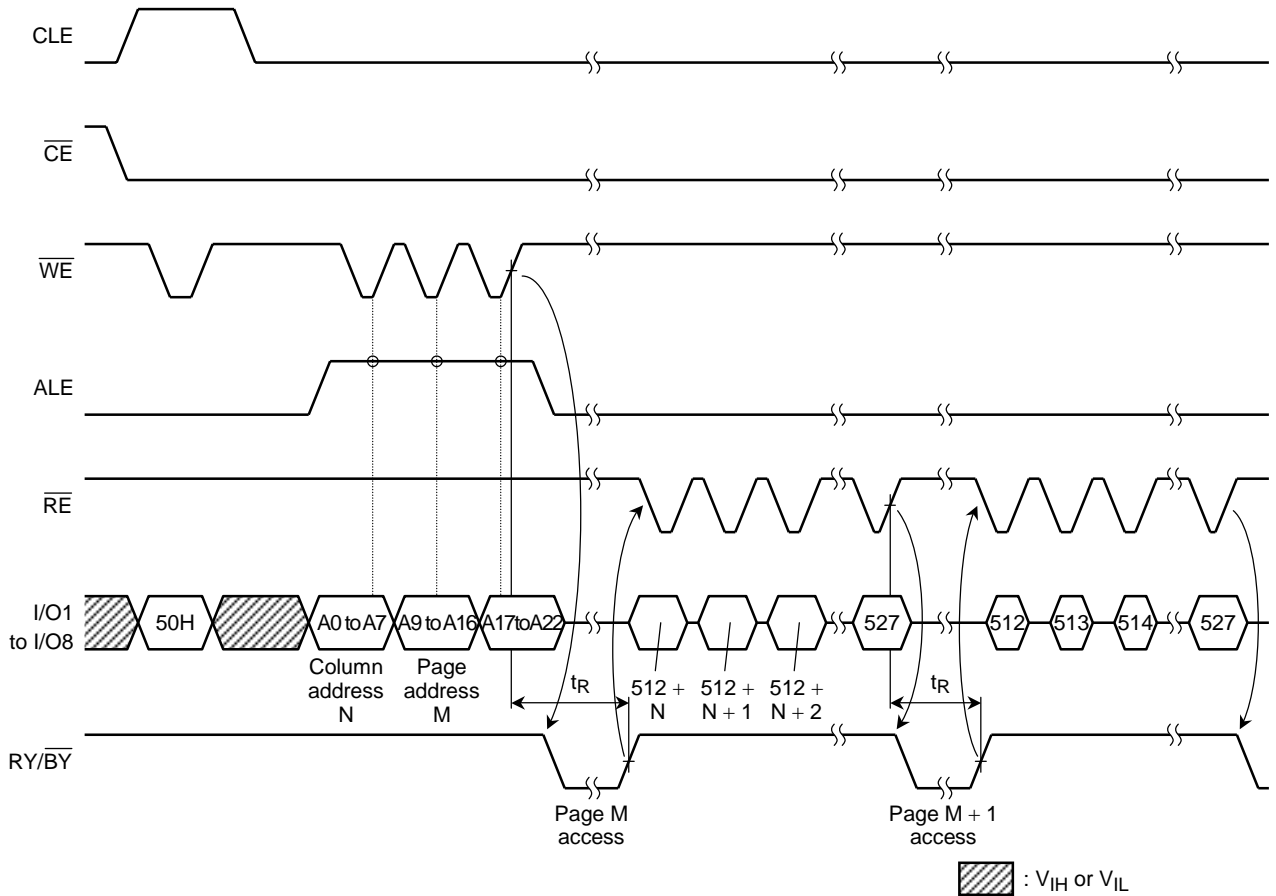 CLE
CE
WE
ALE
RE
I/O1
to I/O8
50H
A0 to A7
A9 to A16
A17 to A22
527
512
513
514
527
Column
address
N
Page
address
M
tR
512 +
N
512 +
N + 1
512 +
N + 2
tR
RY/BY
Page M
access
Page M + 1
access
: VIH or VIL